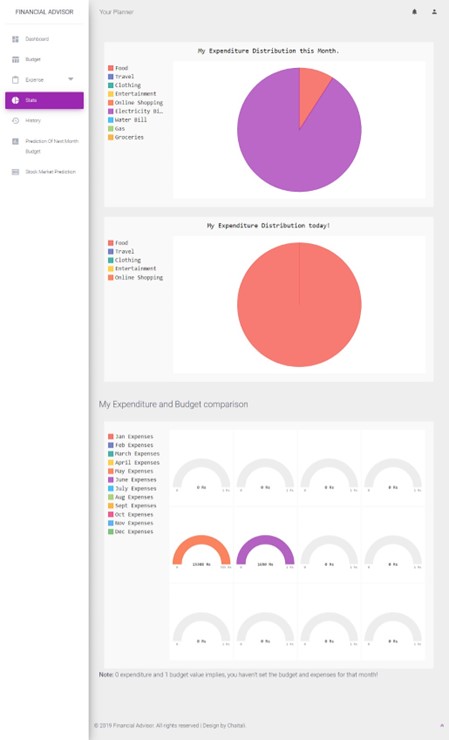 FINANCIAL ADVISOR
Your Planner
Dashboard
Budget
Expense
Stats
History
Prediction Of Next Month
Budget
Stock Market Prediction
My Expenditure Distribution this Month.
Food
Travel
Clothing
Entertainment
Online Shopping
Electricity Bi…
Water Bill
Gas
Groceries
My Expenditure Distribution today!
Food
Travel
Clothing
Entertainment
Online Shopping
My Expenditure and Budget comparison
Jan Expenses
Feb Expenses
March Expenses
April Expenses
May Expenses
June Expenses
July Expenses
Aug Expenses
Sept Expenses
Oct Expenses
Nov Expenses
Dec Expenses
0 Rs
0 Rs
0 Rs
0 Rs
0 Rs
0 Rs
0 Rs
0 Rs
0 Rs
0 Rs
Note: 0 expenditure and 1 budget value implies, you haven't set the budget and expenses for that month!
© 2019 Financial Advisor. All rights reserved | Design by Chaitali.